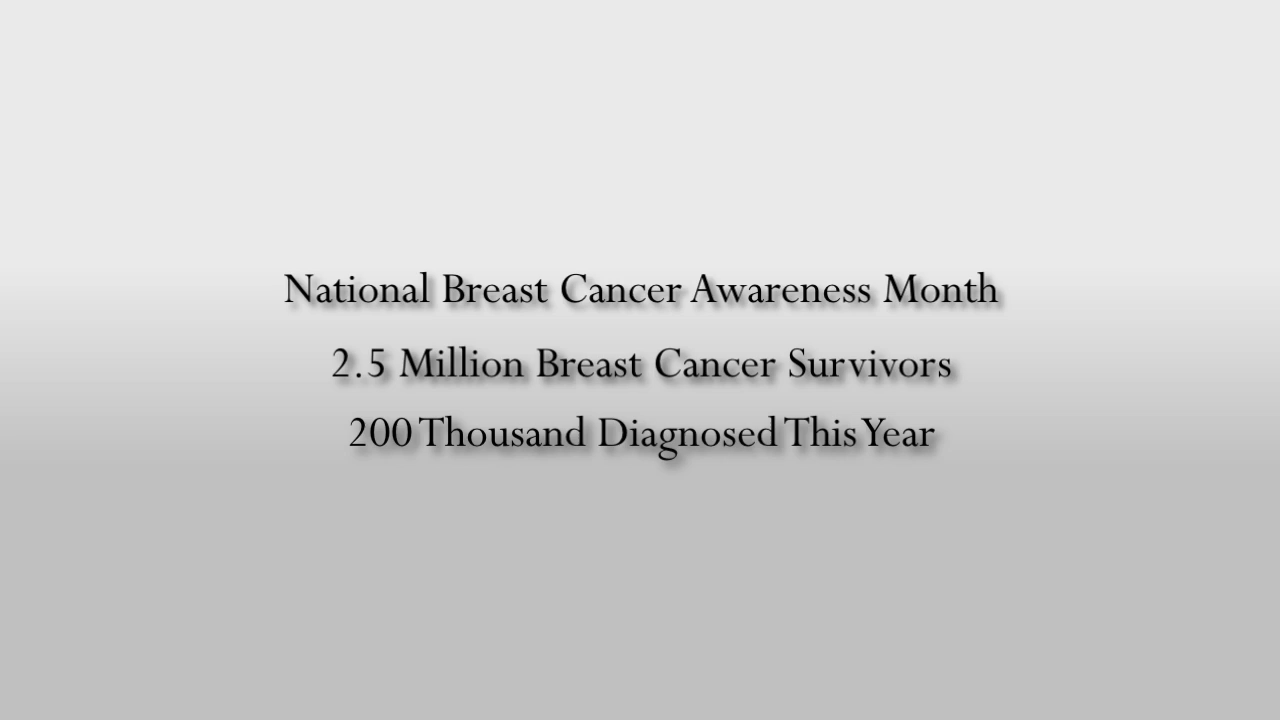 National Breast Cancer Awareness Month
2.5 Million Breast Cancer Survivors
200 Thousand Diagnosed This Year